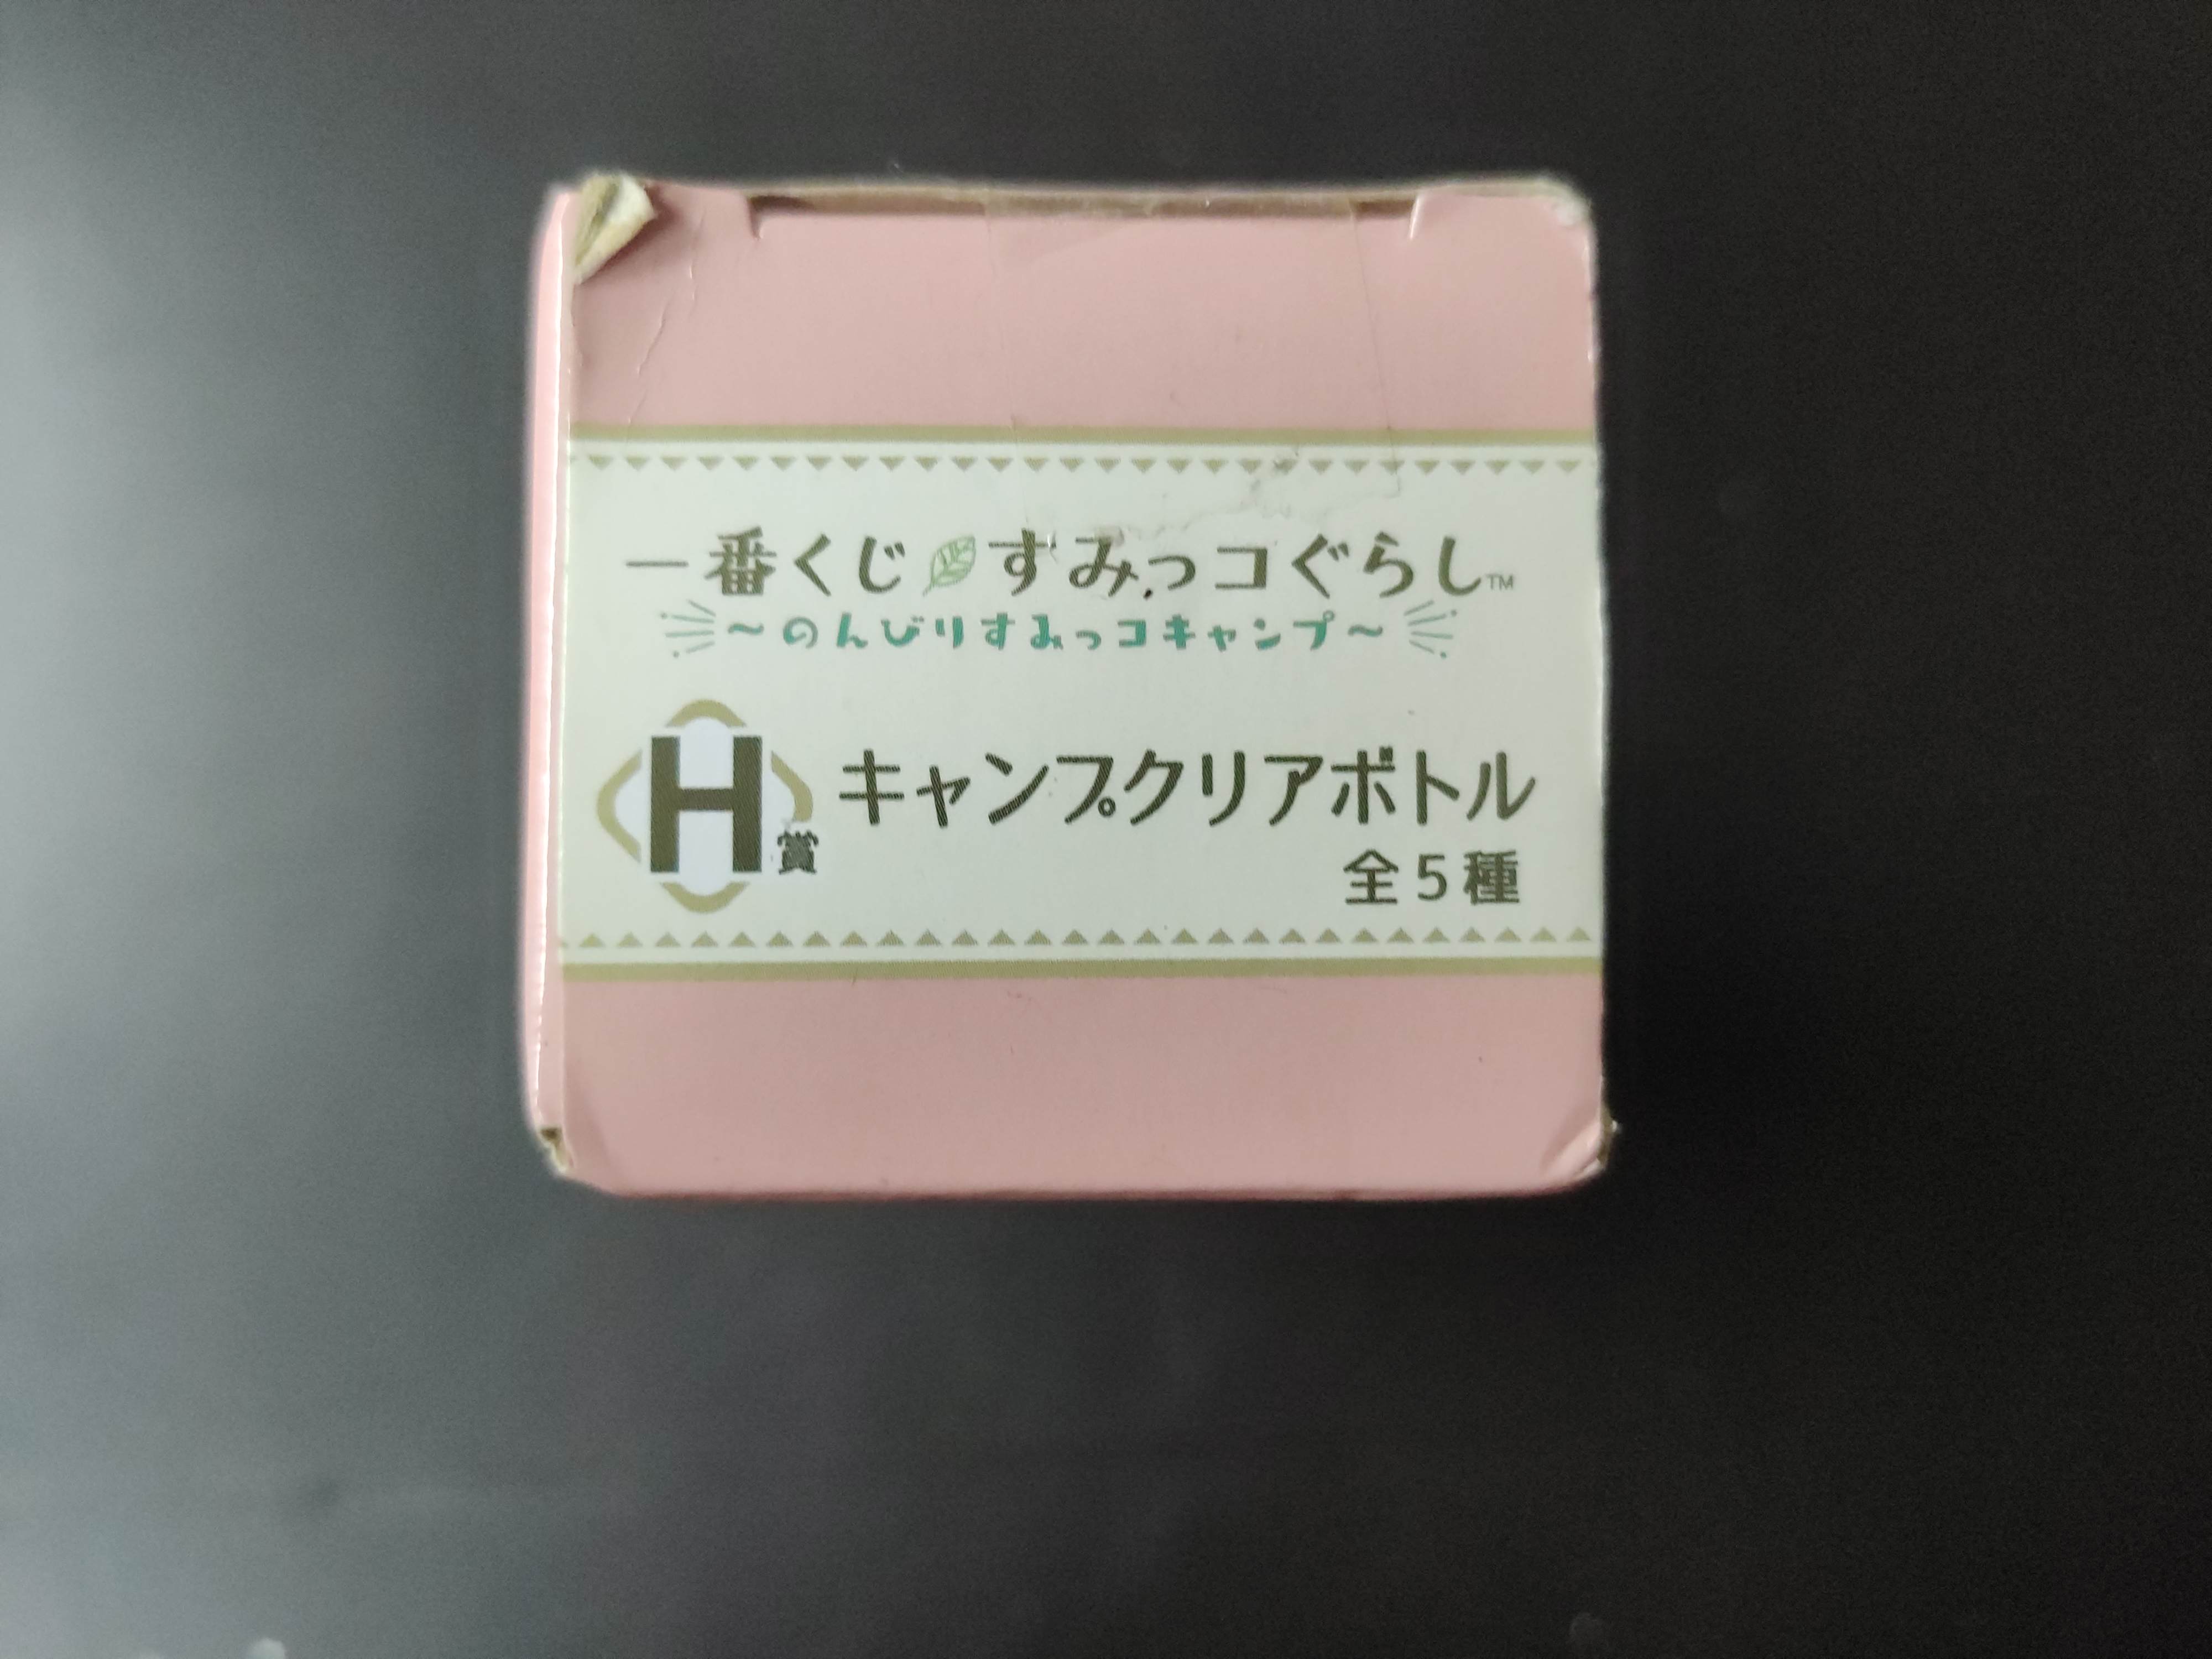 一番くじ すみっコぐらし™
～のんびりすみっコキャンプ～
H賞 キャンプクリアボトル
全5種